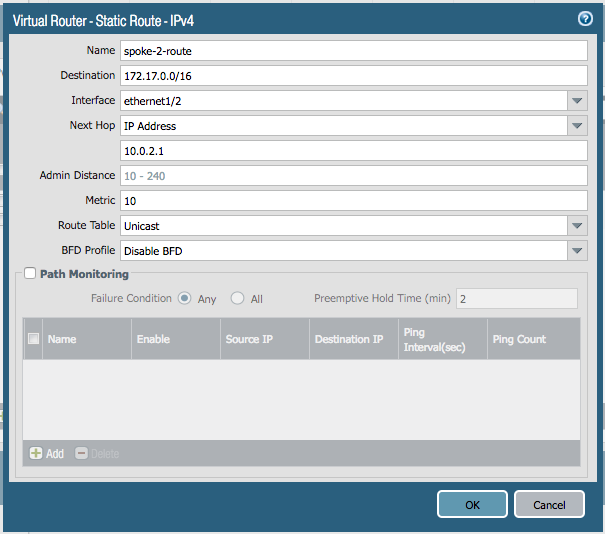 Virtual Router - Static Route - IPv4
Name spoke-2-route
Destination 172.17.0.0/16
Interface ethernet1/2
Next Hop IP Address
10.0.2.1
Admin Distance 10 - 240
Metric 10
Route Table Unicast
BFD Profile Disable BFD
Path Monitoring
Failure Condition Any All Preemptive Hold Time (min) 2
Name Enable Source IP Destination IP Ping Interval(sec) Ping Count
Add Delete
OK Cancel